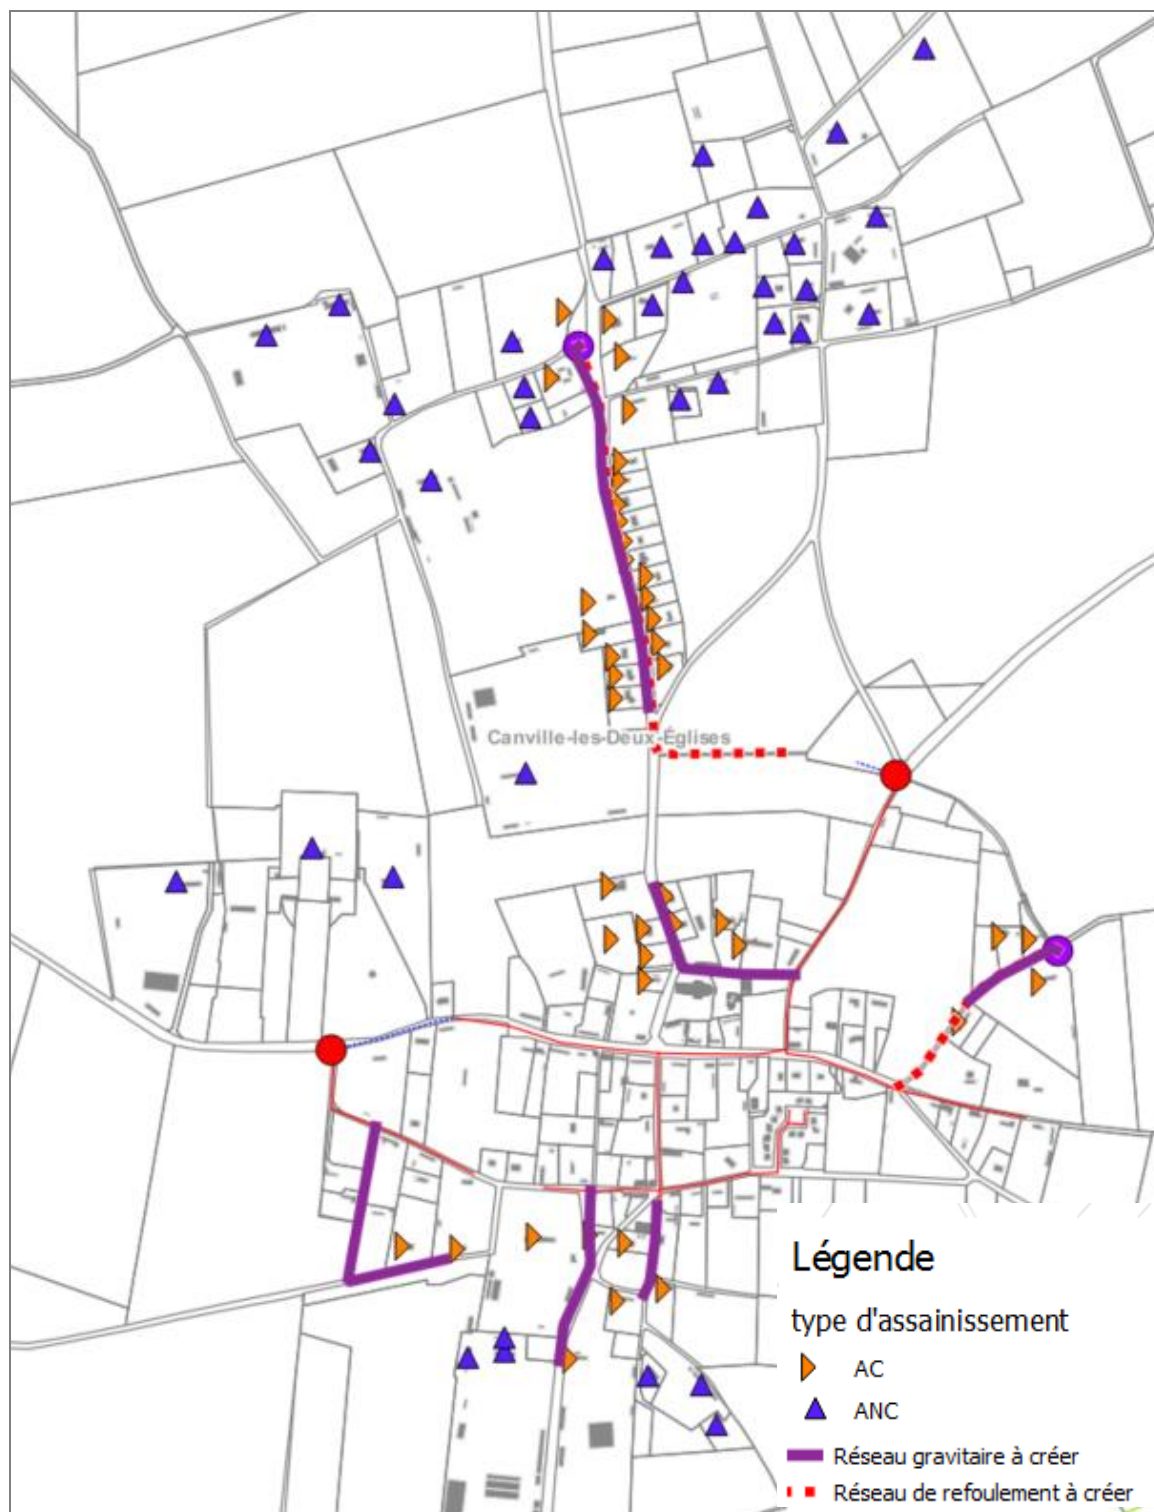 Canville-les-Deux-Églises
Légende
type d'assainissement
AC
ANC
Réseau gravitaire à créer
Réseau de refoulement à créer